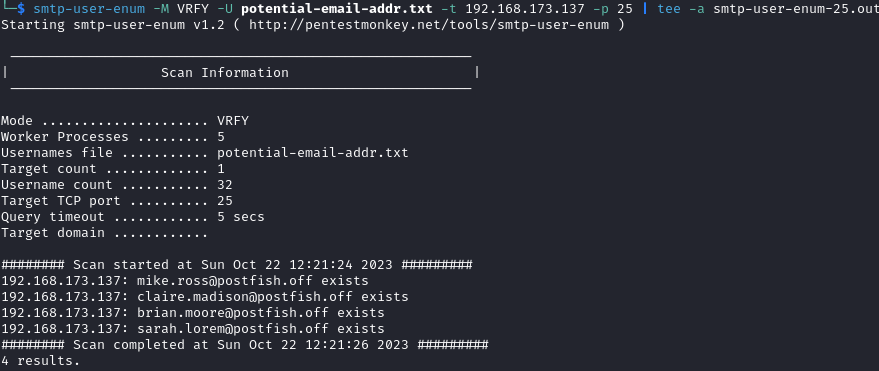 └─$ smtp-user-enum -M VRFY -U potential-email-addr.txt -t 192.168.173.137 -p 25 | tee -a smtp-user-enum-25.out
Starting smtp-user-enum v1.2 ( http://pentestmonkey.net/tools/smtp-user-enum )
|                   Scan Information                       |
Mode ..................... VRFY
Worker Processes ......... 5
Usernames file ........... potential-email-addr.txt
Target count ............. 1
Username count ........... 32
Target TCP port .......... 25
Query timeout ............ 5 secs
Target domain ............
######## Scan started at Sun Oct 22 12:21:24 2023 #########
192.168.173.137: mike.ross@postfish.off exists
192.168.173.137: claire.madison@postfish.off exists
192.168.173.137: brian.moore@postfish.off exists
192.168.173.137: sarah.lorem@postfish.off exists
######## Scan completed at Sun Oct 22 12:21:26 2023 #########
4 results.